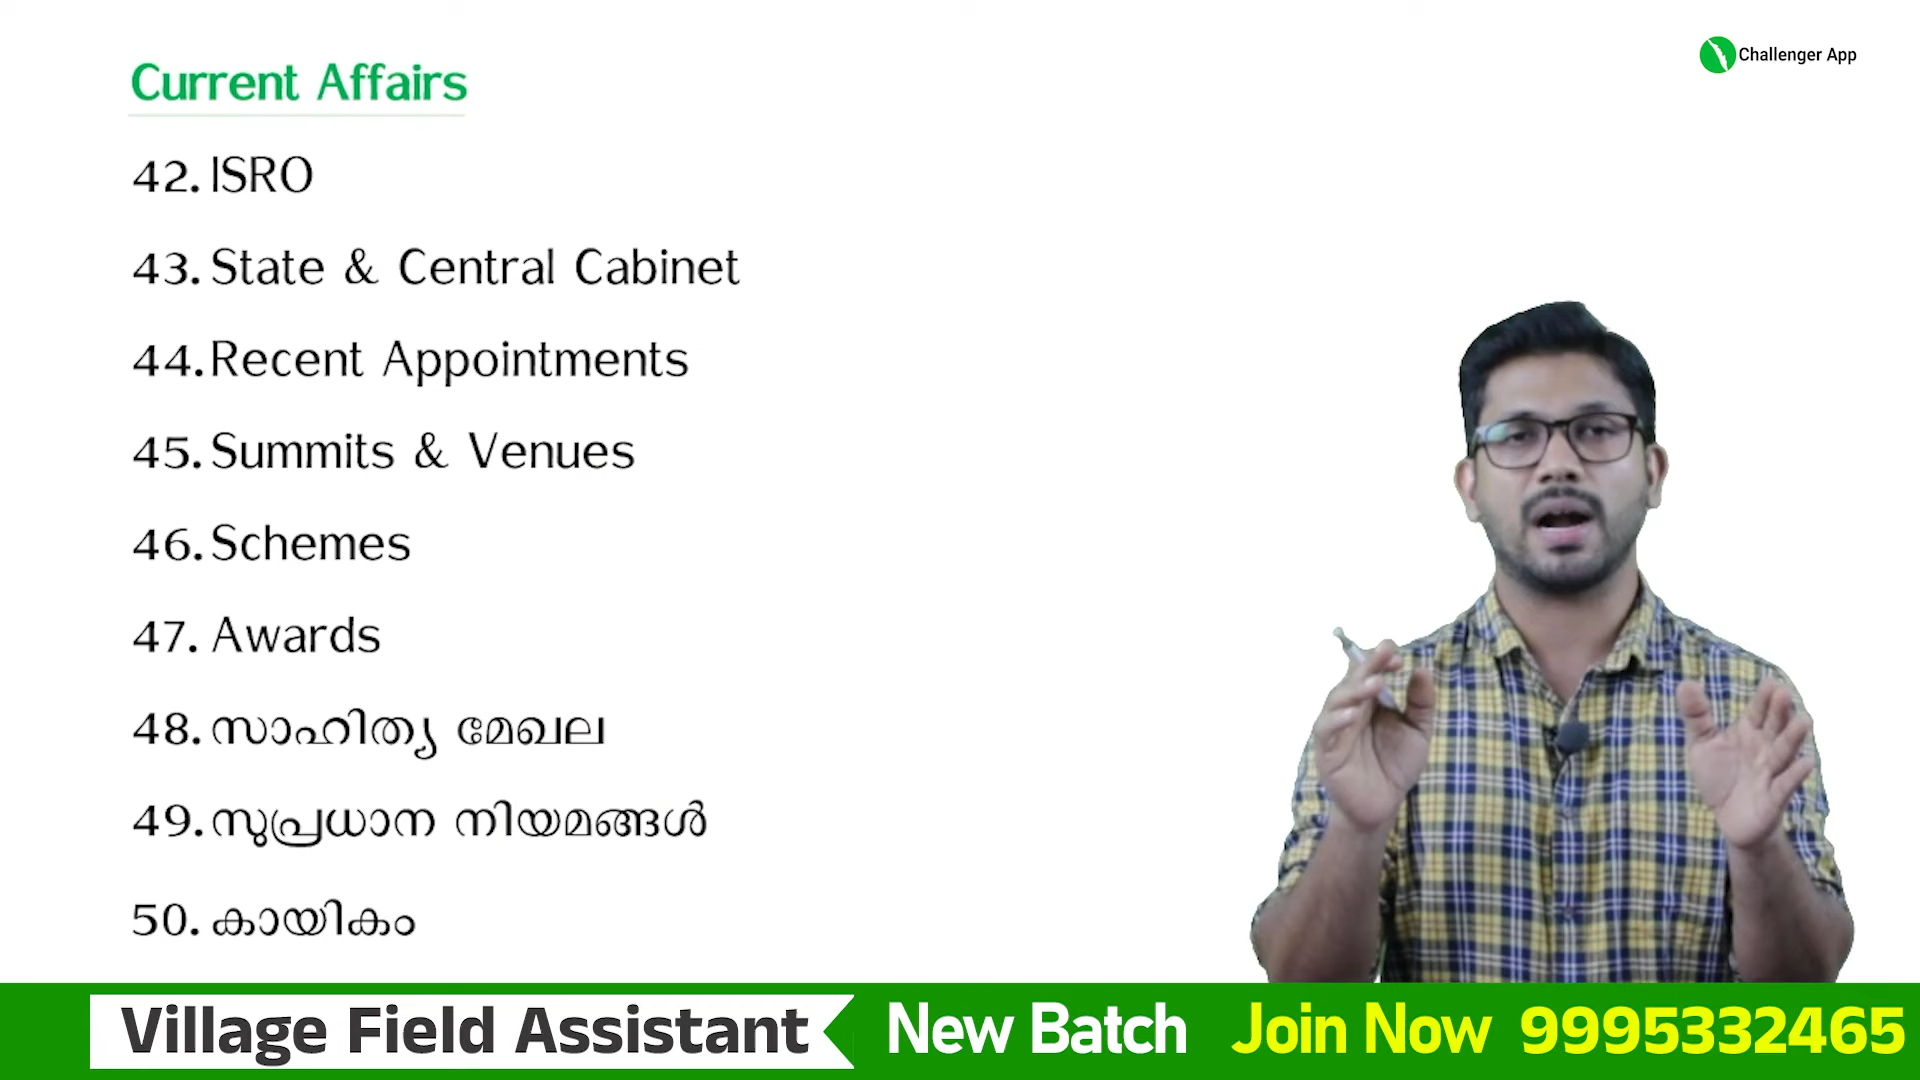 Current Affairs
Challenger App
42. ISRO
43. State & Central Cabinet
44. Recent Appointments
45. Summits & Venues
46. Schemes
47. Awards
48. സാഹിത്യ മേഖല
49. സുപ്രധാന നിയമങ്ങൾ
50. കായികം
Village Field Assistant New Batch Join Now 9995332465